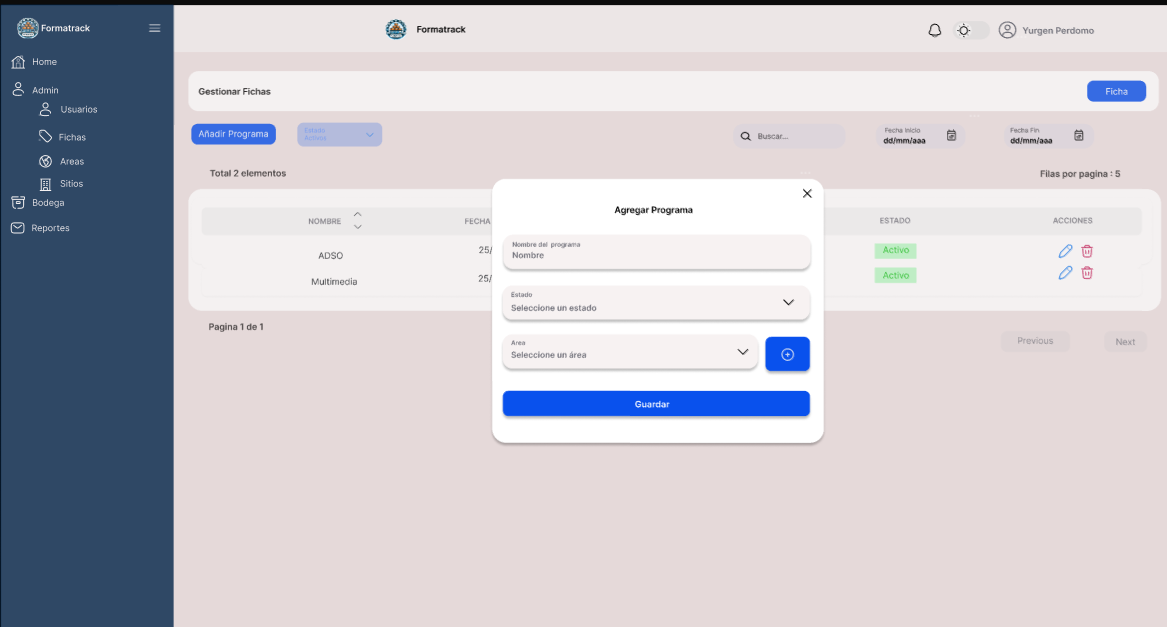 Formatrack
Formatrack
Yurgen Perdomo
Home
Admin
Usuarios
Fichas
Areas
Sitios
Bodega
Reportes
Gestionar Fichas
Ficha
Añadir Programa
Estado
Activos
Buscar...
Fecha Inicio
dd/mm/aaa
Fecha Fin
dd/mm/aaa
Total 2 elementos
Filas por pagina : 5
NOMBRE
FECHA
ESTADO
ACCIONES
ADSO
25/
Activo
Multimedia
25/
Activo
Pagina 1 de 1
Previous
Next
Agregar Programa
Nombre del programa
Nombre
Estado
Seleccione un estado
Area
Seleccione un área
Guardar